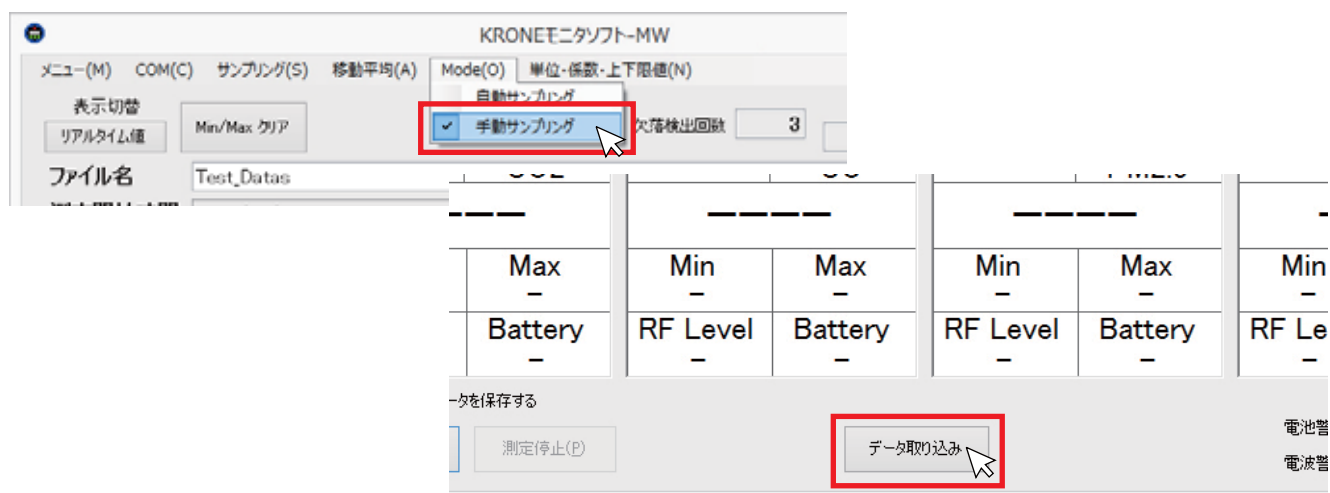 KRONEモニタソフト-MW
メニュー(M) COM(C) サンプリング(S) 移動平均(A) Mode(O) 単位・係数・上下限値(N)
表示切替
リアルタイム値
Min/Max クリア
自動サンプリング
手動サンプリング
欠落検出回数 3
ファイル名 Test_Datas
Max Min Max Min Max Min
Battery RF Level Battery RF Level Battery RF Le
ータを保存する
測定停止(P)
データ取り込み
電池警
電波警